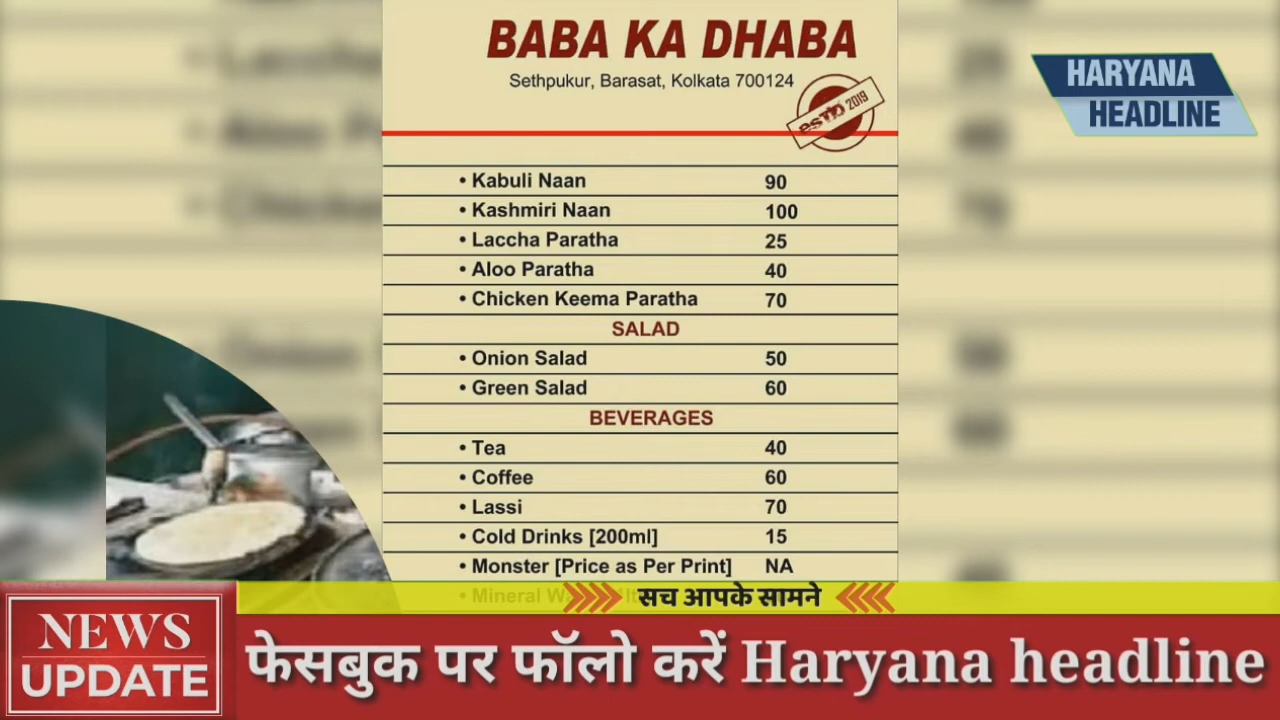 BABA KA DHABA
Sethpukur, Barasat, Kolkata 700124
estd 2019
HARYANA
HEADLINE
• Kabuli Naan 90
• Kashmiri Naan 100
• Laccha Paratha 25
• Aloo Paratha 40
• Chicken Keema Paratha 70
SALAD
• Onion Salad 50
• Green Salad 60
BEVERAGES
• Tea 40
• Coffee 60
• Lassi 70
• Cold Drinks [200ml] 15
• Monster [Price as Per Print] NA
• Mineral
सच आपके सामने
NEWS
UPDATE
फेसबुक पर फॉलो करें Haryana headline